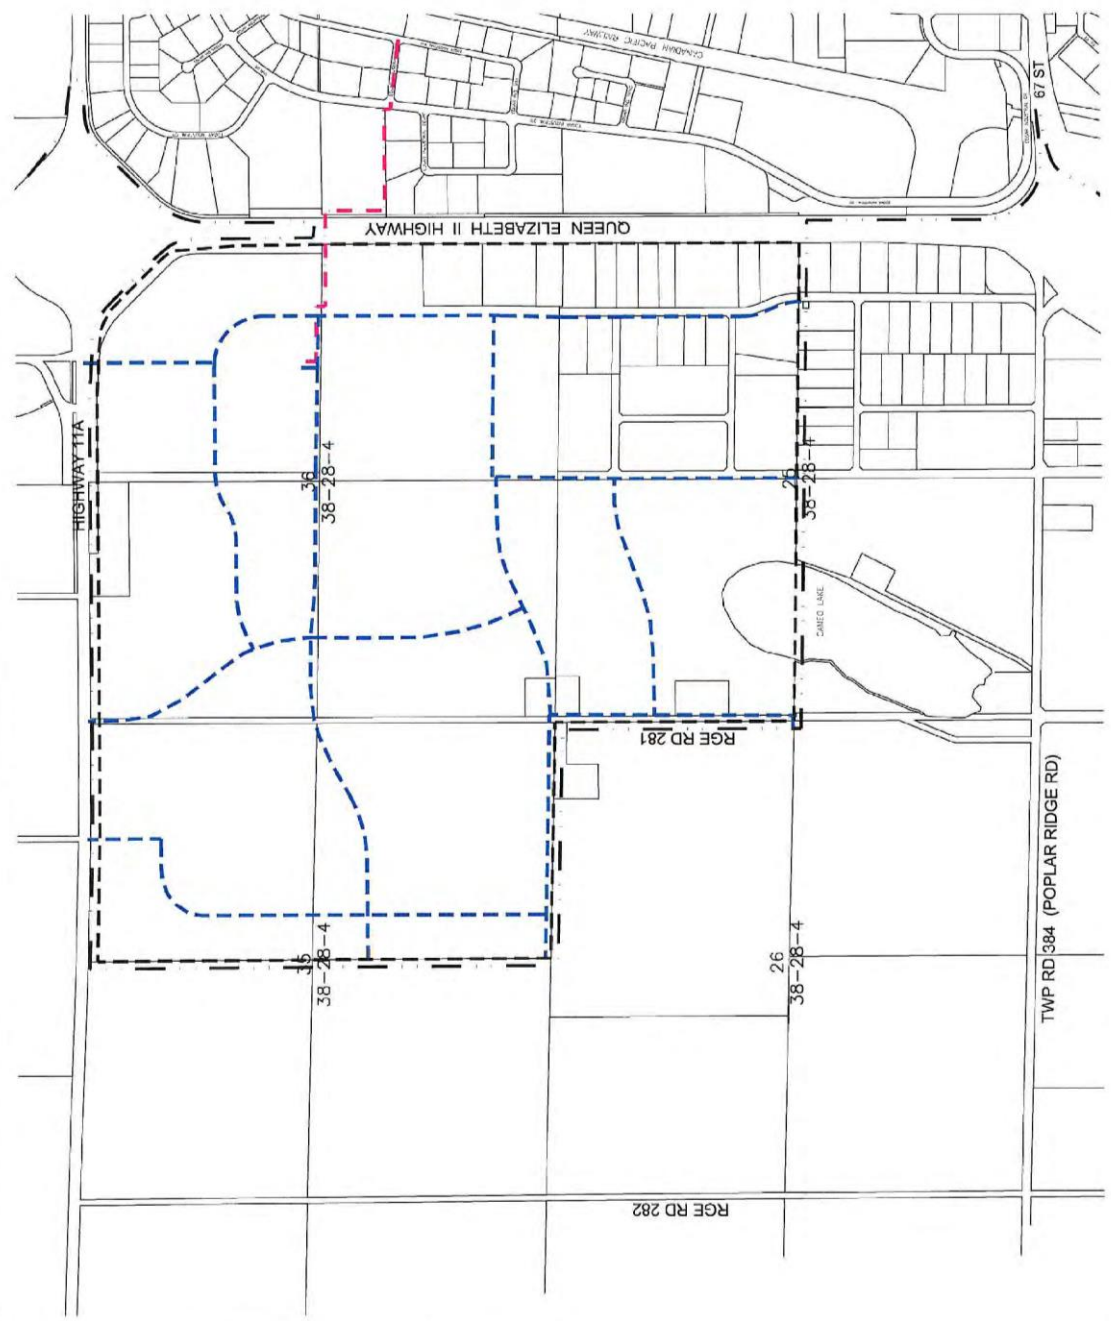 CANADIAN PACIFIC RAILWAY
67 ST
QUEEN ELIZABETH II HIGHWAY
HIGHWAY 11A
36
38-28-4
25
38-28-4
CAMEO LAKE
RGE RD 281
35
38-28-4
26
38-28-4
TWP RD 384 (POPLAR RIDGE RD)
RGE RD 282